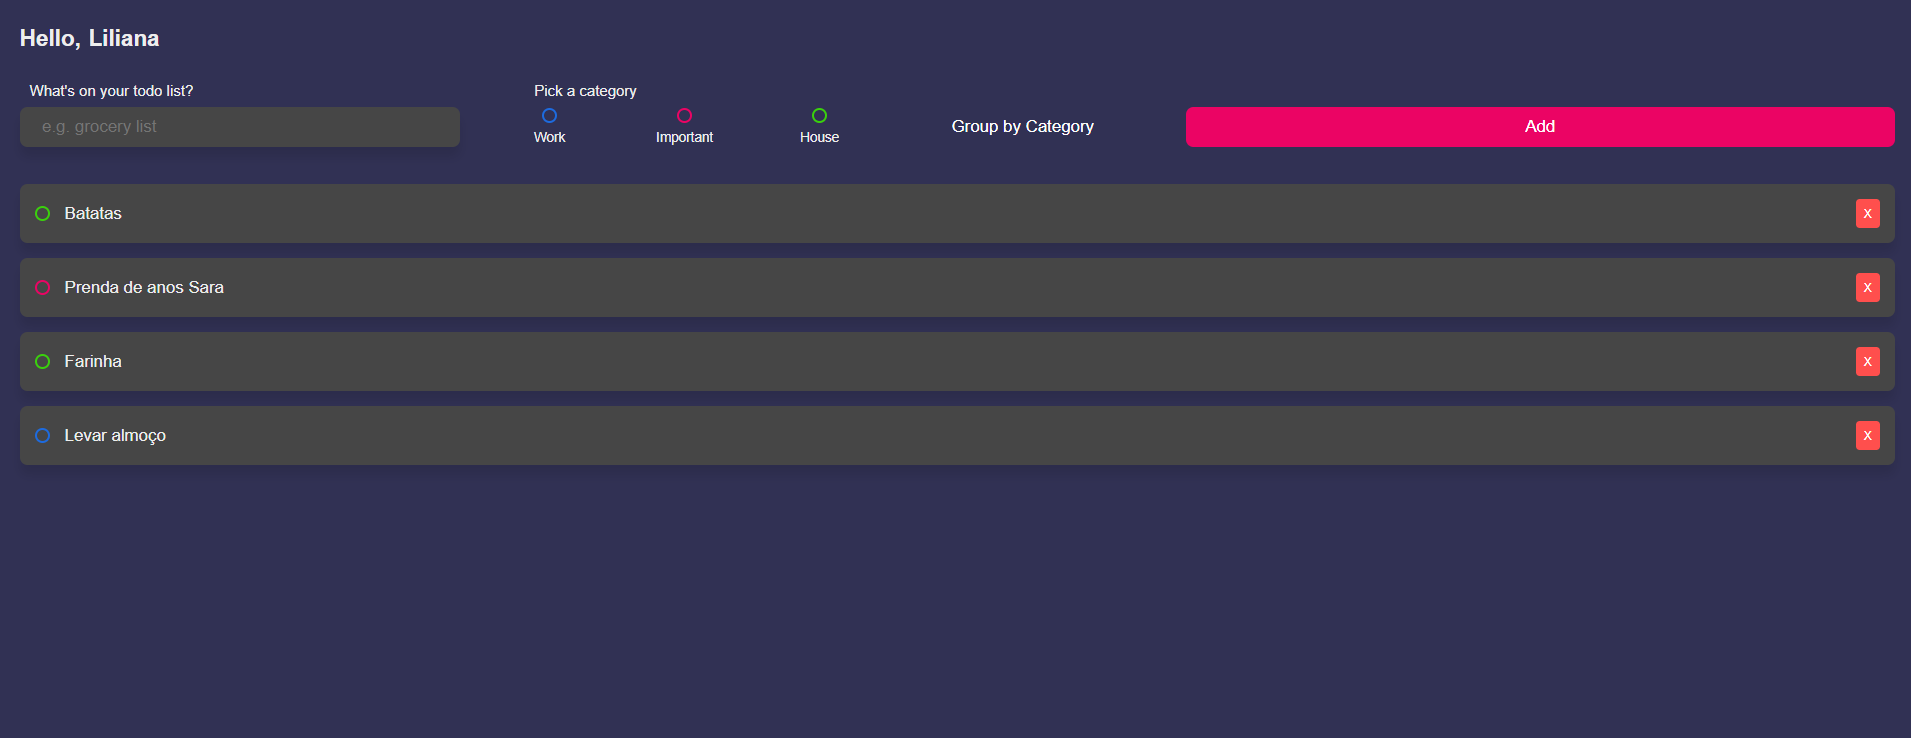 Hello, Liliana
What's on your todo list?
Pick a category
e.g. grocery list
Work
Important
House
Group by Category
Add
Batatas
x
Prenda de anos Sara
x
Farinha
x
Levar almoço
x